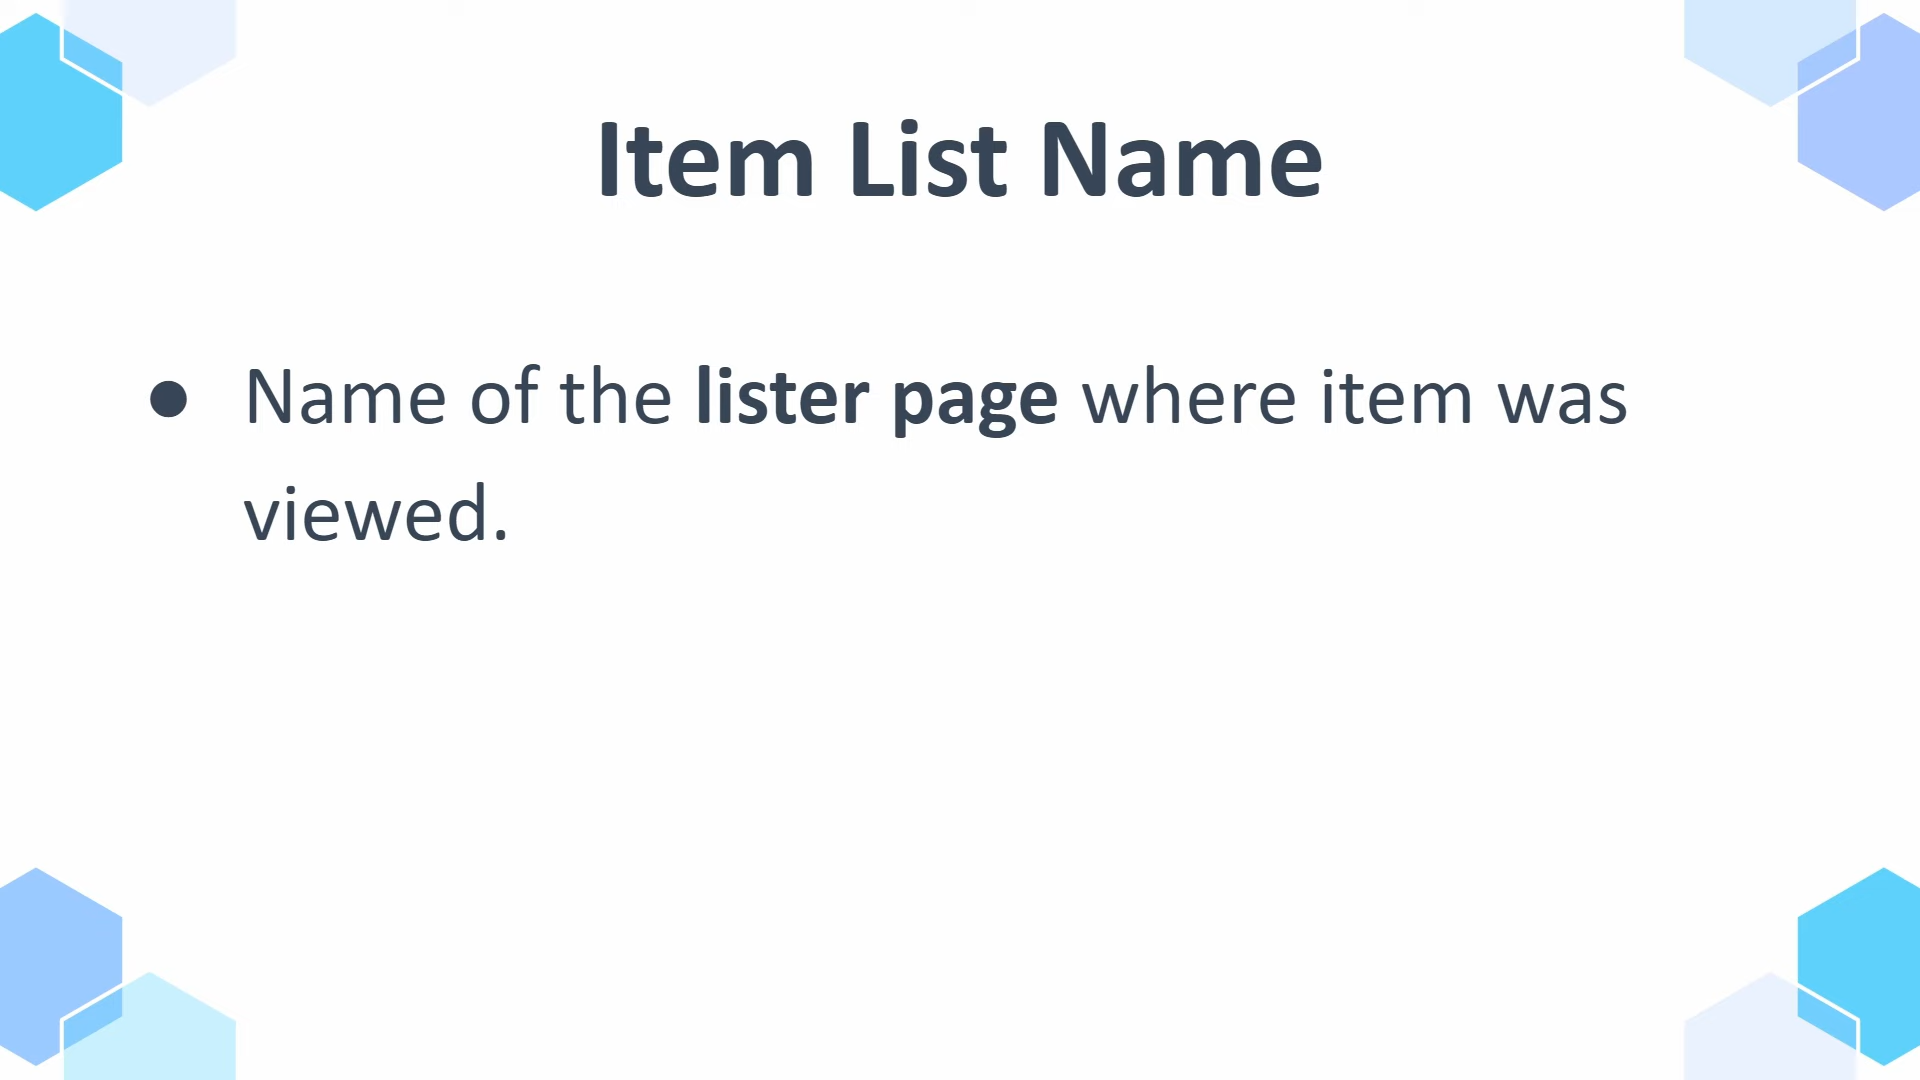 Item List Name
● Name of the lister page where item was
viewed.